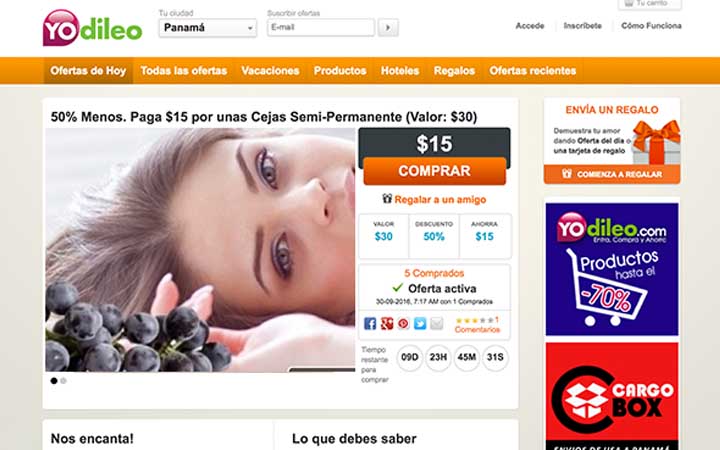 YOdileo
Tu ciudad
Panamá
Suscribir ofertas
E-mail
Tu carrito
Accede
Inscríbete
Cómo Funciona
Ofertas de Hoy
Todas las ofertas
Vacaciones
Productos
Hoteles
Regalos
Ofertas recientes
50% Menos. Paga $15 por unas Cejas Semi-Permanente (Valor: $30)
$15
COMPRAR
Regalar a un amigo
VALOR
$30
DESCUENTO
50%
AHORRA
$15
5 Comprados
Oferta activa
30-09-2016, 7:17 AM con 1 Comprados
1
Comentarios
Tiempo
restante
para
comprar
09D
23H
45M
31S
Nos encanta!
Lo que debes saber
ENVÍA UN REGALO
Demuestra tu amor
dando Oferta del día o
una tarjeta de regalo
COMIENZA A REGALAR
YOdileo.com
Entra, Compra y Ahorra
Productos
hasta el
-70%
CARGO
BOX
ENVIOS DE USA A PANAMÁ